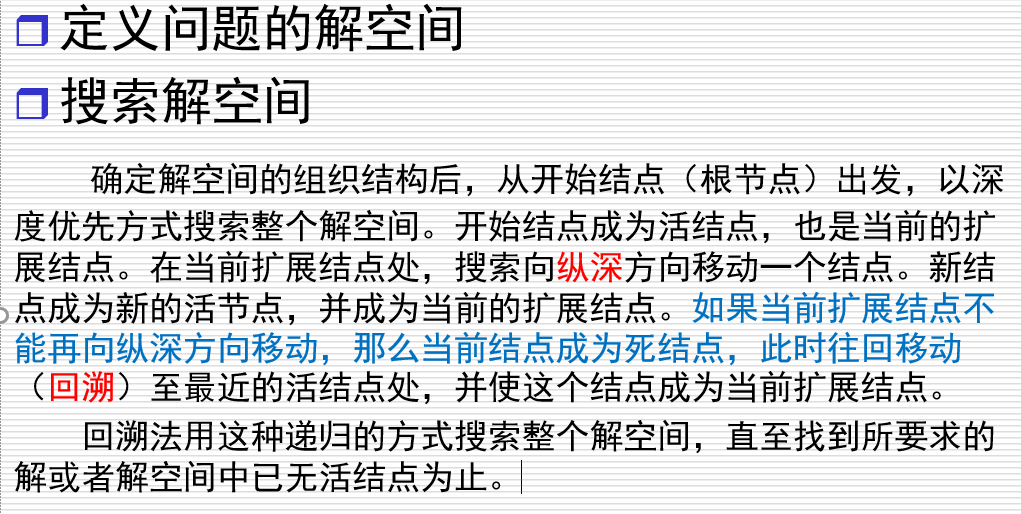 定义问题的解空间
搜索解空间
确定解空间的组织结构后，从开始结点（根节点）出发，以深
度优先方式搜索整个解空间。开始结点成为活结点，也是当前的扩
展结点。在当前扩展结点处，搜索向纵深方向移动一个结点。新结
点成为新的活节点，并成为当前的扩展结点。如果当前扩展结点不
能再向纵深方向移动，那么当前结点成为死结点，此时往回移动
（回溯）至最近的活结点处，并使这个结点成为当前扩展结点。
回溯法用这种递归的方式搜索整个解空间，直至找到所要求的
解或者解空间中已无活结点为止。